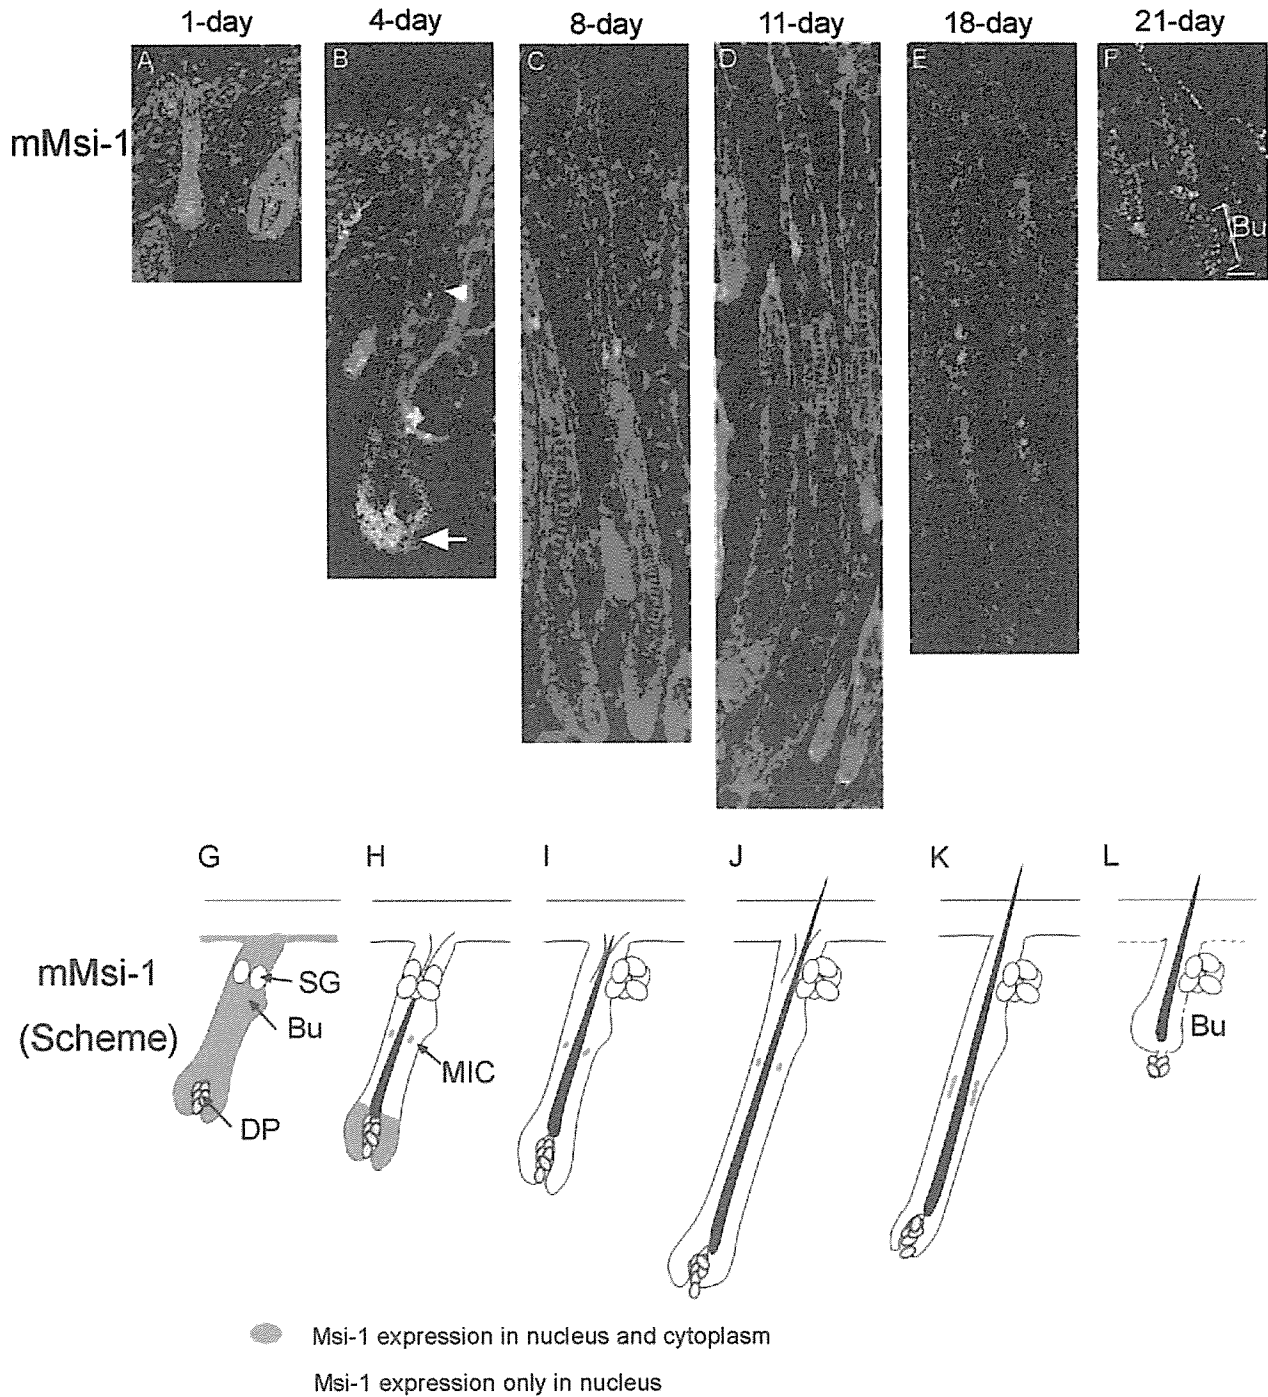 1-day 4-day 8-day 11-day 18-day 21-day
mMsi-1
A B C D E F
Bu
G H I J K L
mMsi-1
(Scheme)
SG
Bu
MIC
DP
Bu
Msi-1 expression in nucleus and cytoplasm
Msi-1 expression only in nucleus